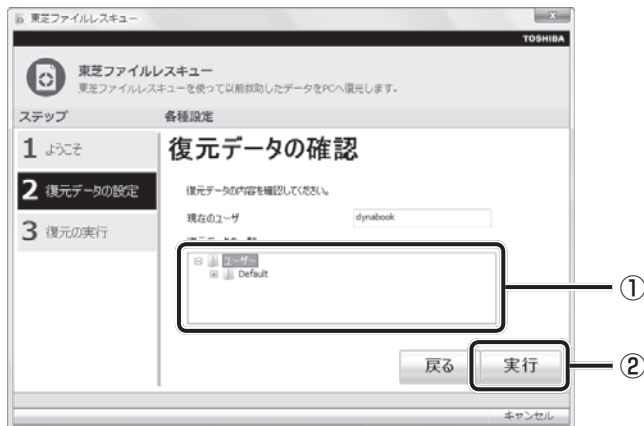 東芝ファイルレスキュー
X
TOSHIBA
東芝ファイルレスキュー
東芝ファイルレスキューを使って以前救助したデータをPCへ復元します。
ステップ
各種設定
1 ようこそ
2 復元データの設定
3 復元の実行
復元データの確認
復元データの内容を確認してください。
現在のユーザ
dynabook
ユーザー
Default
①
戻る
実行
②
キャンセル